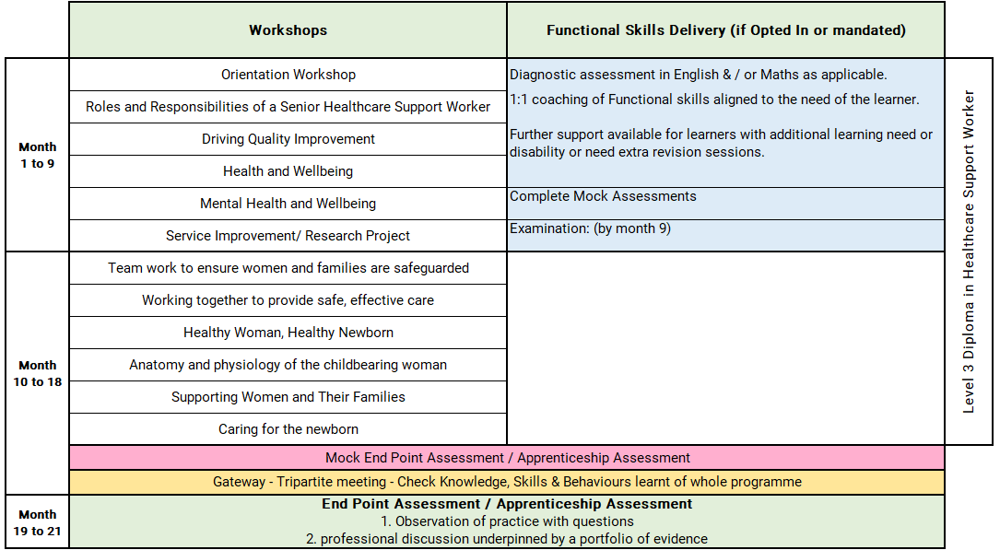 Workshops
Functional Skills Delivery (if Opted In or mandated)
Month
1 to 9
Orientation Workshop
Roles and Responsibilities of a Senior Healthcare Support Worker
Driving Quality Improvement
Health and Wellbeing
Mental Health and Wellbeing
Service Improvement/ Research Project
Diagnostic assessment in English & / or Maths as applicable.
1:1 coaching of Functional skills aligned to the need of the learner.
Further support available for learners with additional learning need or
disability or need extra revision sessions.
Complete Mock Assessments
Examination: (by month 9)
Level 3 Diploma in Healthcare Support Worker
Month
10 to 18
Team work to ensure women and families are safeguarded
Working together to provide safe, effective care
Healthy Woman, Healthy Newborn
Anatomy and physiology of the childbearing woman
Supporting Women and Their Families
Caring for the newborn
Mock End Point Assessment / Apprenticeship Assessment
Gateway - Tripartite meeting - Check Knowledge, Skills & Behaviours learnt of whole programme
Month
19 to 21
End Point Assessment / Apprenticeship Assessment
1. Observation of practice with questions
2. professional discussion underpinned by a portfolio of evidence